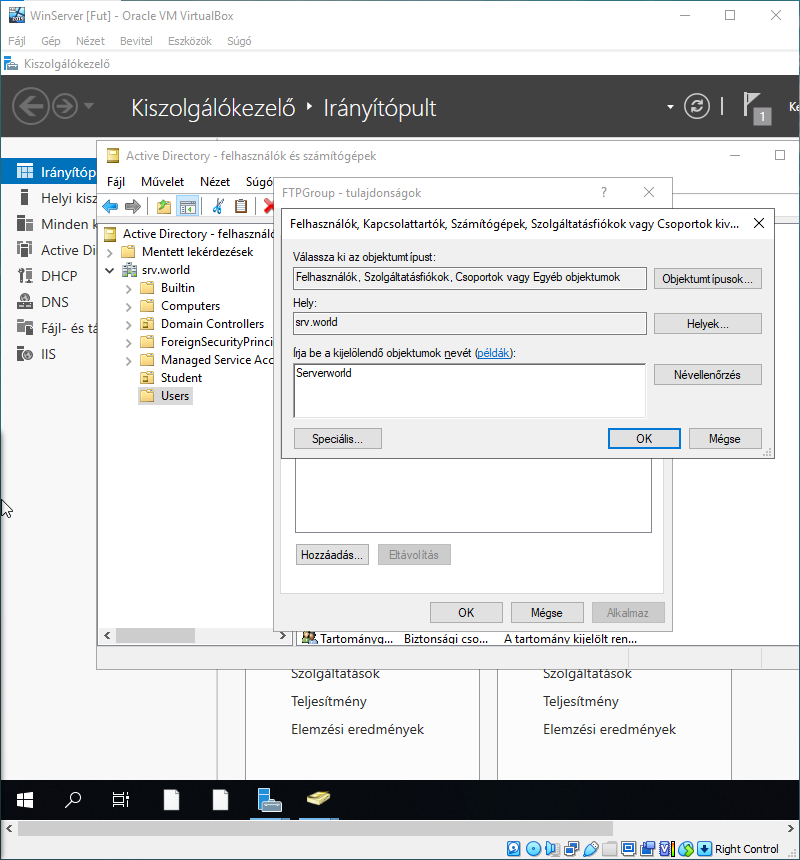 WinServer [Fut] - Oracle VM VirtualBox
Fájl Gép Nézet Bevitel Eszközök Súgó
Kiszolgálókezelő
Kiszolgálókezelő Irányítópult
1
Ke
Irányítóp
Helyi kisz
Minden k
Active Di
DHCP
DNS
Fájl- és tá
IIS
Active Directory - felhasználók és számítógépek
Fájl Művelet Nézet Súgó
Active Directory - felhasználó
Mentett lekérdezések
srv.world
Builtin
Computers
Domain Controllers
ForeignSecurityPrinci
Managed Service Acc
Student
Users
FTPGroup - tulajdonságok
?
Felhasználók, Kapcsolattartók, Számítógépek, Szolgáltatásfiókok vagy Csoportok kiv...
Válassza ki az objektumtípust:
Felhasználók, Szolgáltatásfiókok, Csoportok vagy Egyéb objektumok
Objektumtípusok...
Hely:
srv.world
Helyek...
Írja be a kijelölendő objektumok nevét (példák):
Serverworld
Névellenőrzés
Speciális...
OK
Mégse
Hozzáadás...
Eltávolítás
OK
Mégse
Alkalmaz
Tartományg... Biztonsági cso... A tartomány kijelölt ren...
Szolgáltatások
Teljesítmény
Elemzési eredmények
Szolgáltatások
Teljesítmény
Elemzési eredmények
Right Control